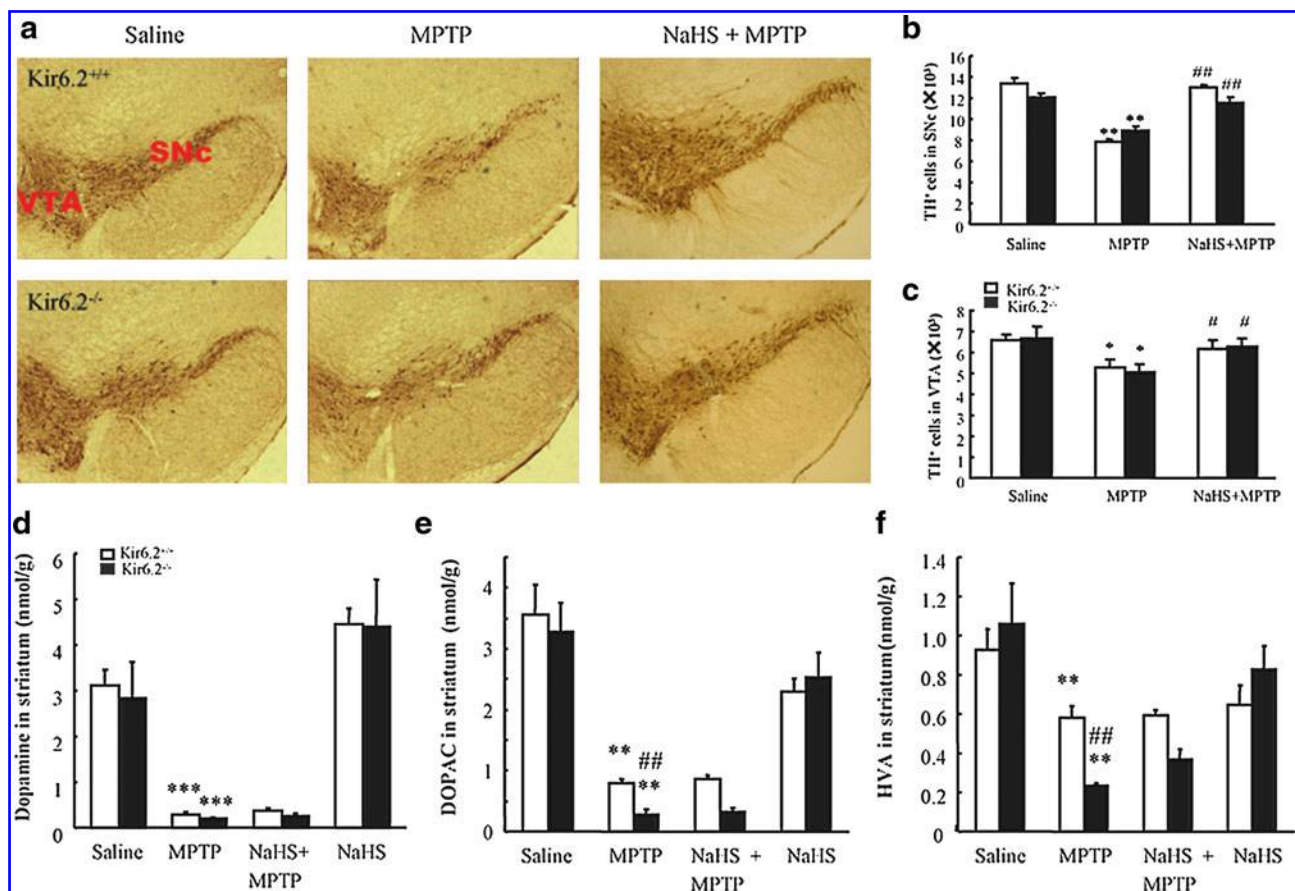 a
Saline MPTP NaHS + MPTP
Kir6.2+/+
SNc
VTA
Kir6.2-/-
b
TH+ cells in SNc (×10³)
16
14
12
10
8
6
4
2
0
** ** ## ##
Saline MPTP NaHS+MPTP
c
Kir6.2+/+
Kir6.2-/-
TH+ cells in VTA (×10³)
8
7
6
5
4
3
2
1
0
* * # #
Saline MPTP NaHS+MPTP
d
Kir6.2+/+
Kir6.2-/-
Dopamine in striatum (nmol/g)
6
5
4
3
2
1
0
*** ***
Saline MPTP NaHS+ NaHS
MPTP
e
DOPAC in striatum (nmol/g)
4
3
2
1
0
** ##
**
Saline MPTP NaHS + NaHS
MPTP
f
HVA in striatum(nmol/g)
1.4
1.2
1.0
0.8
0.6
0.4
0.2
0
**
##
**
Saline MPTP NaHS + NaHS
MPTP